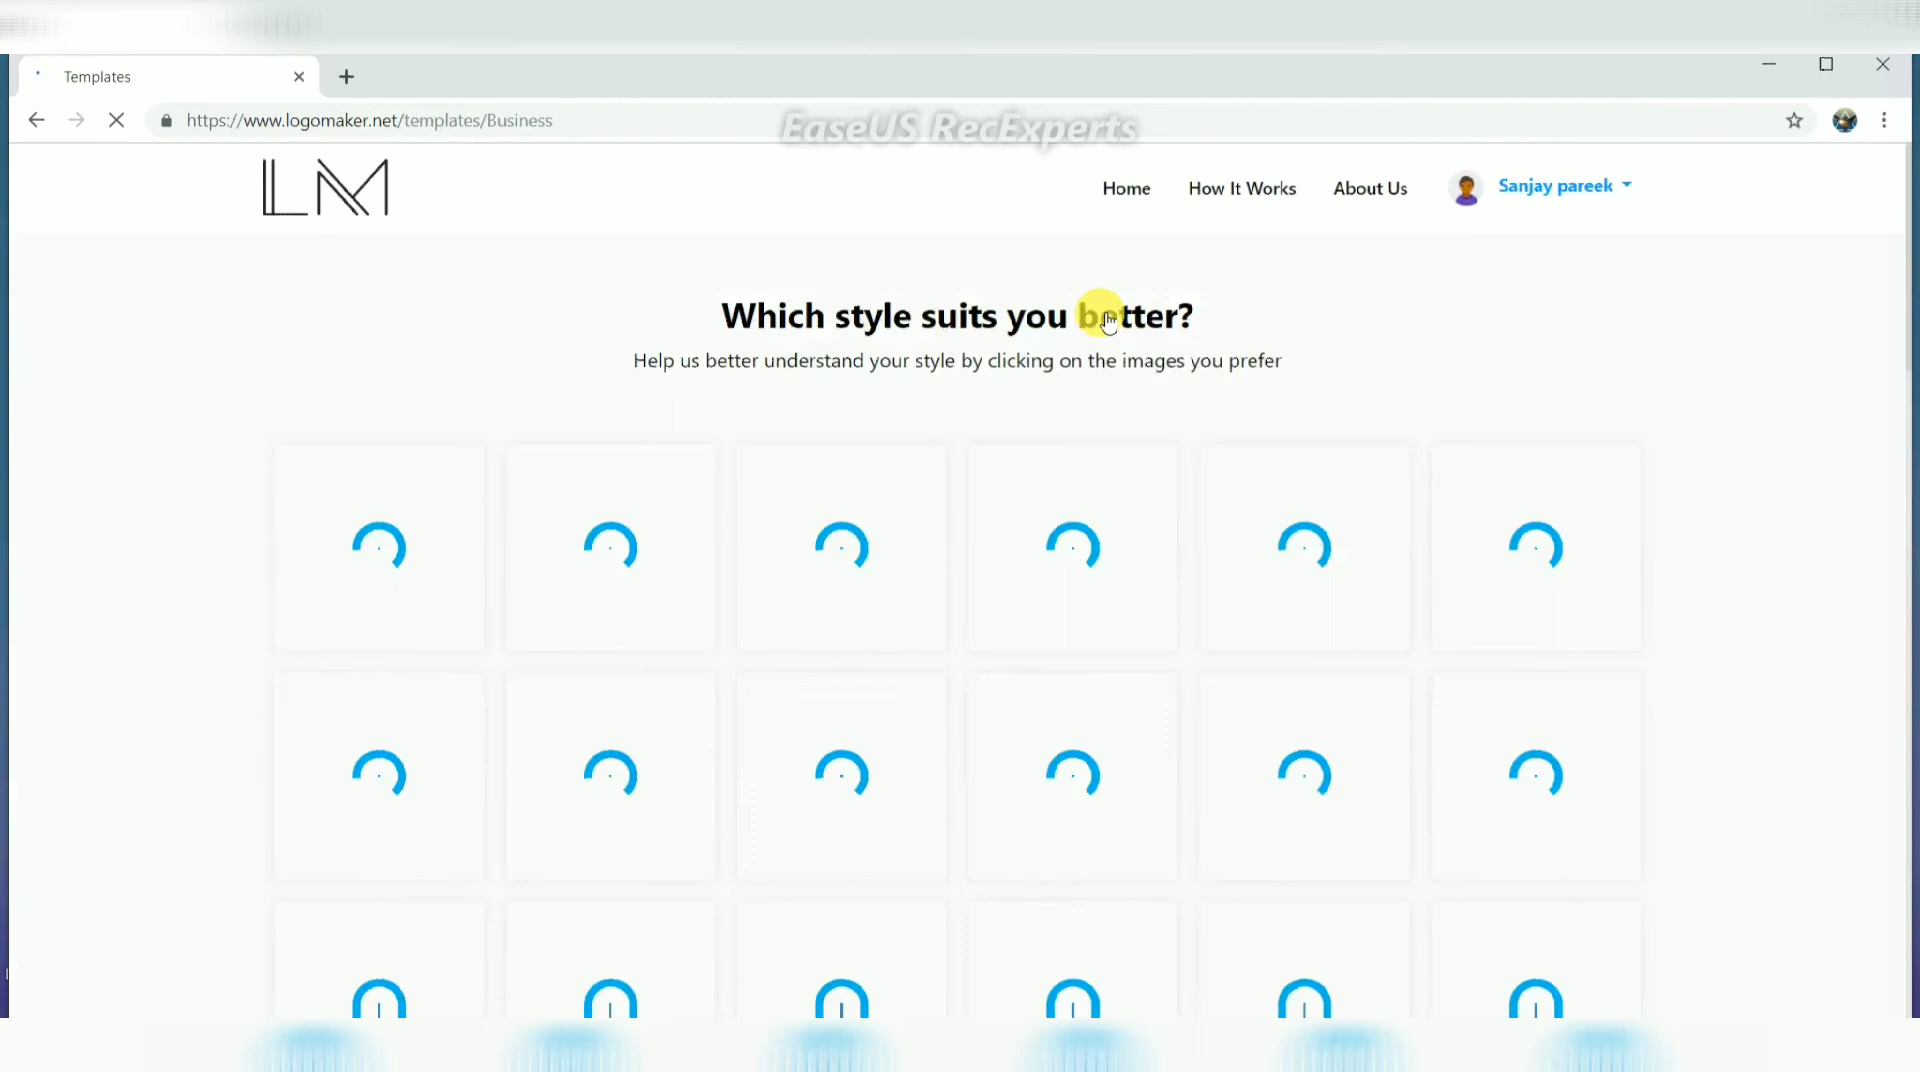 Templates
https://www.logomaker.net/templates/Business
EaseUS RecExperts
LM
Home How It Works About Us Sanjay pareek
Which style suits you better?
Help us better understand your style by clicking on the images you prefer